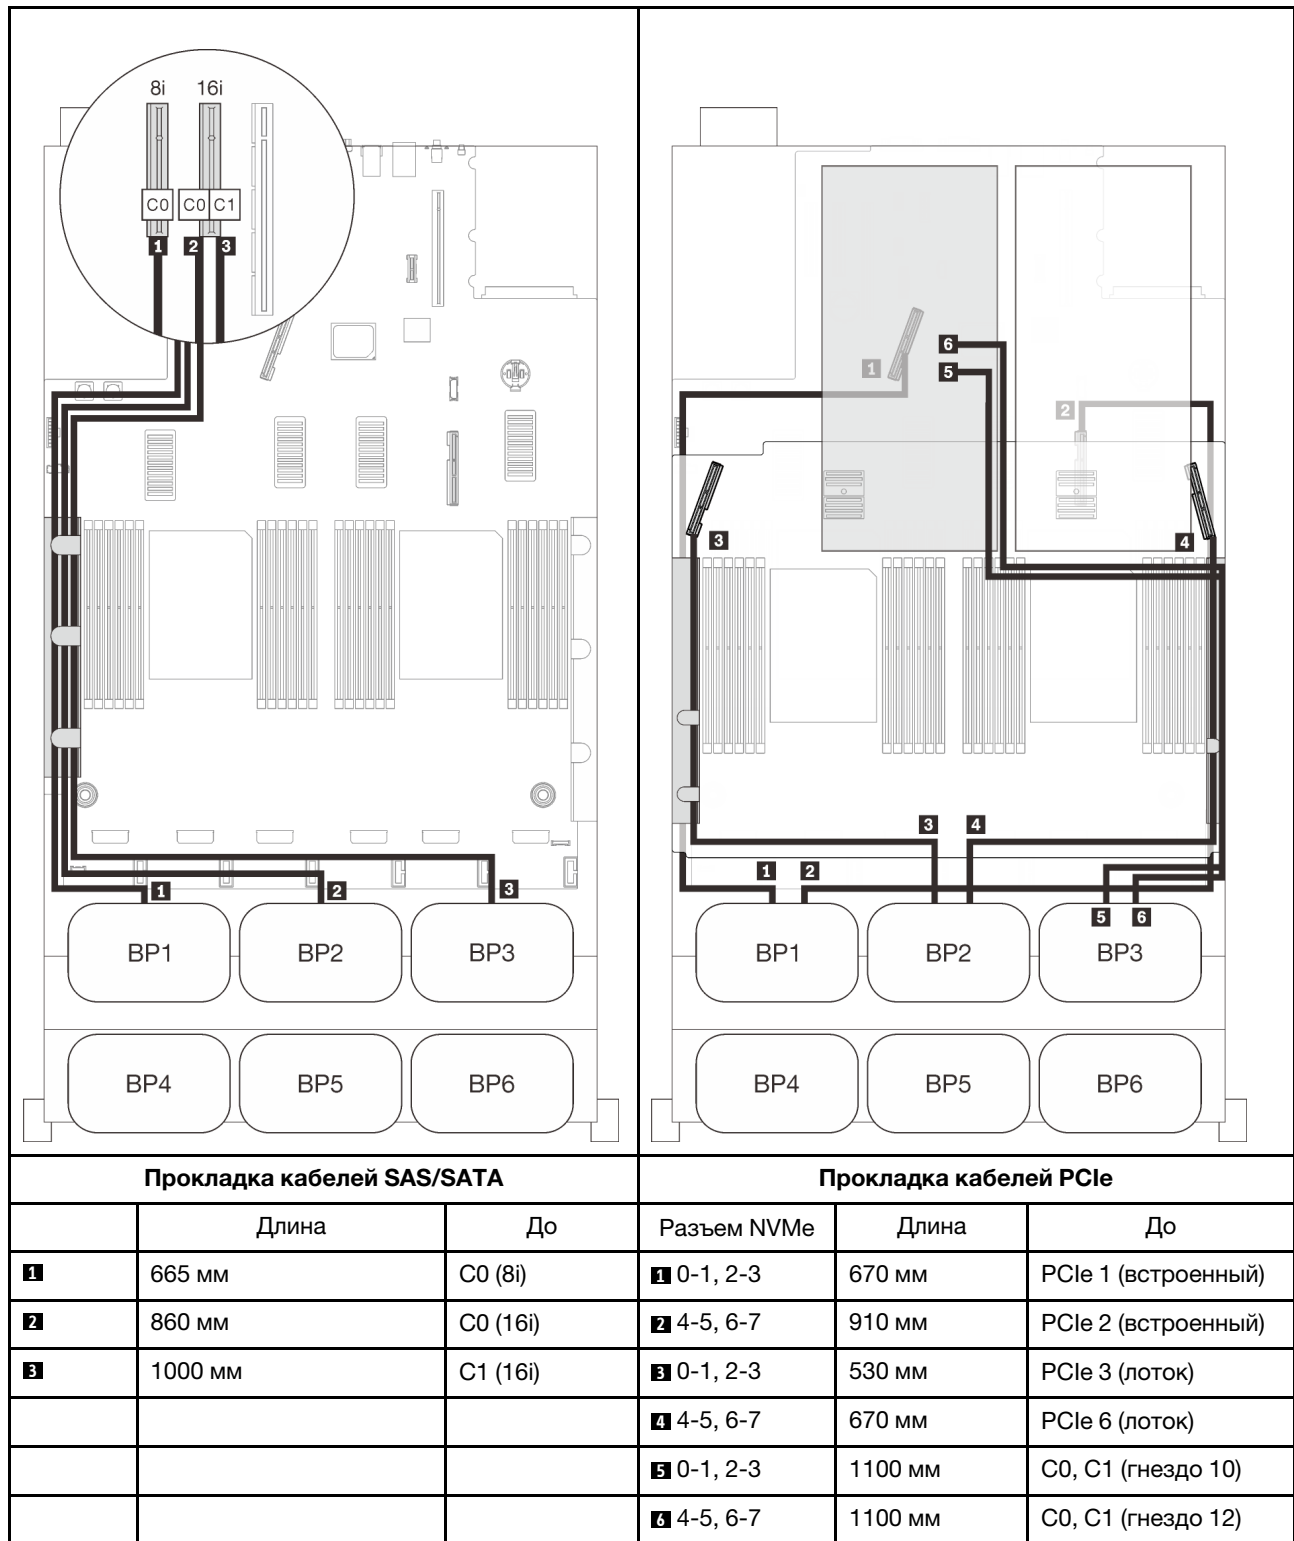 8i 16i
C0 C0 C1
1 2 3
1 2 3
BP1 BP2 BP3
BP4 BP5 BP6
6
1 5
2
3 4
3 4
1 2
5 6
BP1 BP2 BP3
BP4 BP5 BP6
Прокладка кабелей SAS/SATA Прокладка кабелей PCIe
Длина До Разъем NVMe Длина До
1 665 мм C0 (8i) 1 0-1, 2-3 670 мм PCIe 1 (встроенный)
2 860 мм C0 (16i) 2 4-5, 6-7 910 мм PCIe 2 (встроенный)
3 1000 мм C1 (16i) 3 0-1, 2-3 530 мм PCIe 3 (лоток)
4 4-5, 6-7 670 мм PCIe 6 (лоток)
5 0-1, 2-3 1100 мм C0, C1 (гнездо 10)
6 4-5, 6-7 1100 мм C0, C1 (гнездо 12)